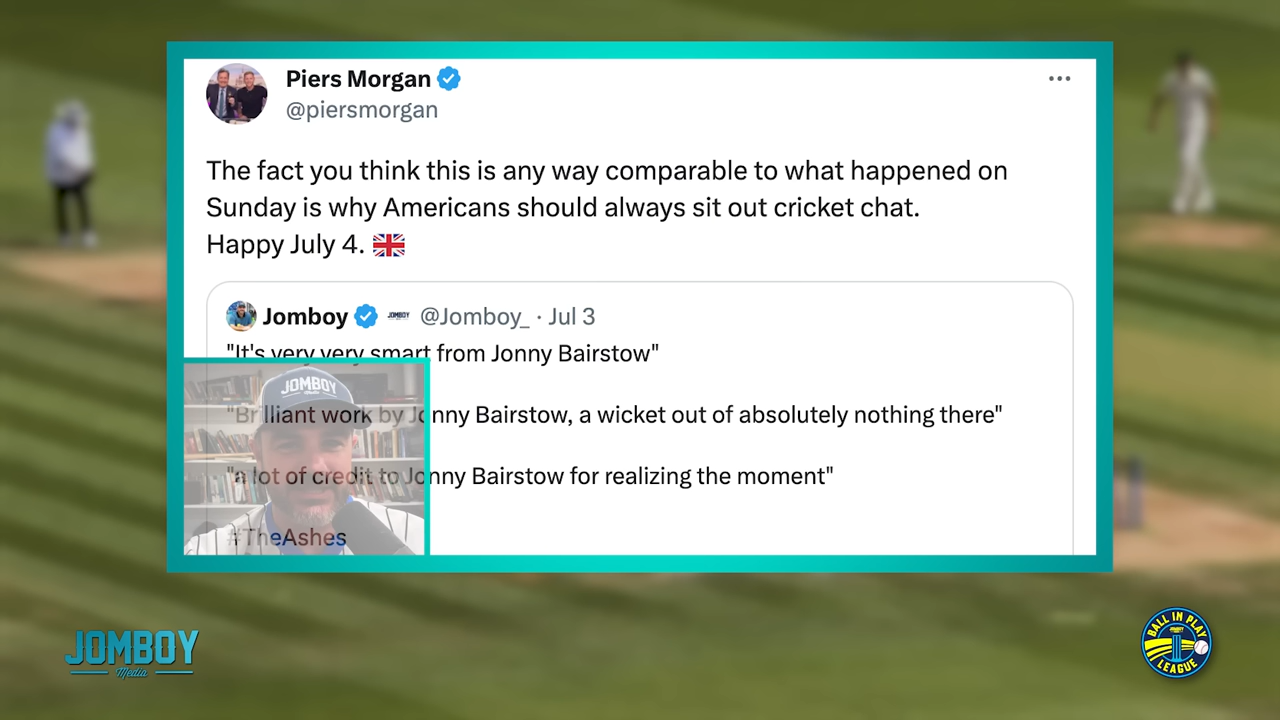 Piers Morgan
@piersmorgan
The fact you think this is any way comparable to what happened on
Sunday is why Americans should always sit out cricket chat.
Happy July 4. 🇬🇧
Jomboy JOMBOY @Jomboy_ · Jul 3
"It's very very smart from Jonny Bairstow"
"Brilliant work by Jonny Bairstow, a wicket out of absolutely nothing there"
"a lot of credit to Jonny Bairstow for realizing the moment"
#TheAshes
JOMBOY
JOMBOY
Media
BALL IN PLAY
LEAGUE